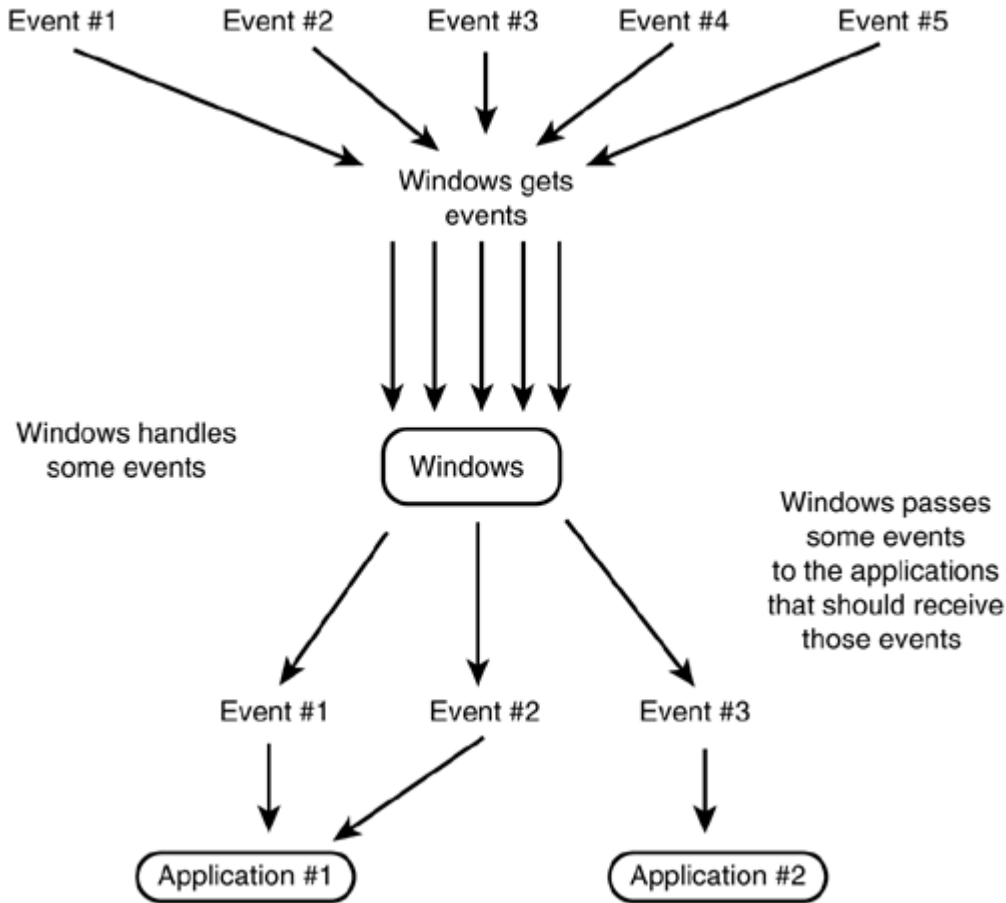 Event #1 Event #2 Event #3 Event #4 Event #5
Windows gets
events
Windows handles
some events
Windows
Windows passes
some events
to the applications
that should receive
those events
Event #1 Event #2 Event #3
Application #1 Application #2